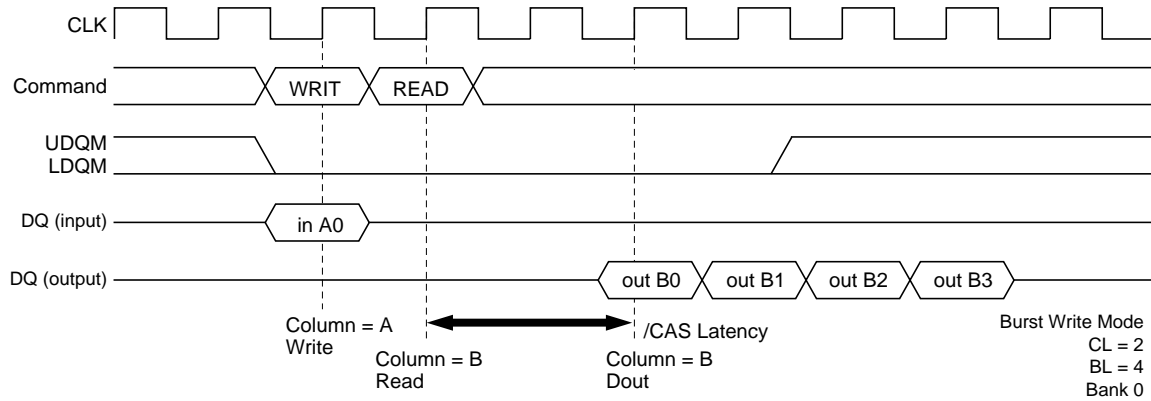 CLK
Command
WRIT
READ
UDQM
LDQM
DQ (input)
in A0
DQ (output)
out B0
out B1
out B2
out B3
Column = A
Write
/CAS Latency
Column = B
Read
Column = B
Dout
Burst Write Mode
CL = 2
BL = 4
Bank 0